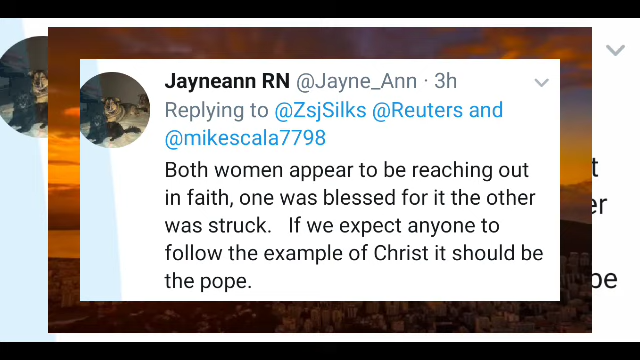 Jayneann RN @Jayne_Ann · 3h
Replying to @ZsjSilks @Reuters and
@mikescala7798
Both women appear to be reaching out
in faith, one was blessed for it the other
was struck. If we expect anyone to
follow the example of Christ it should be
the pope.